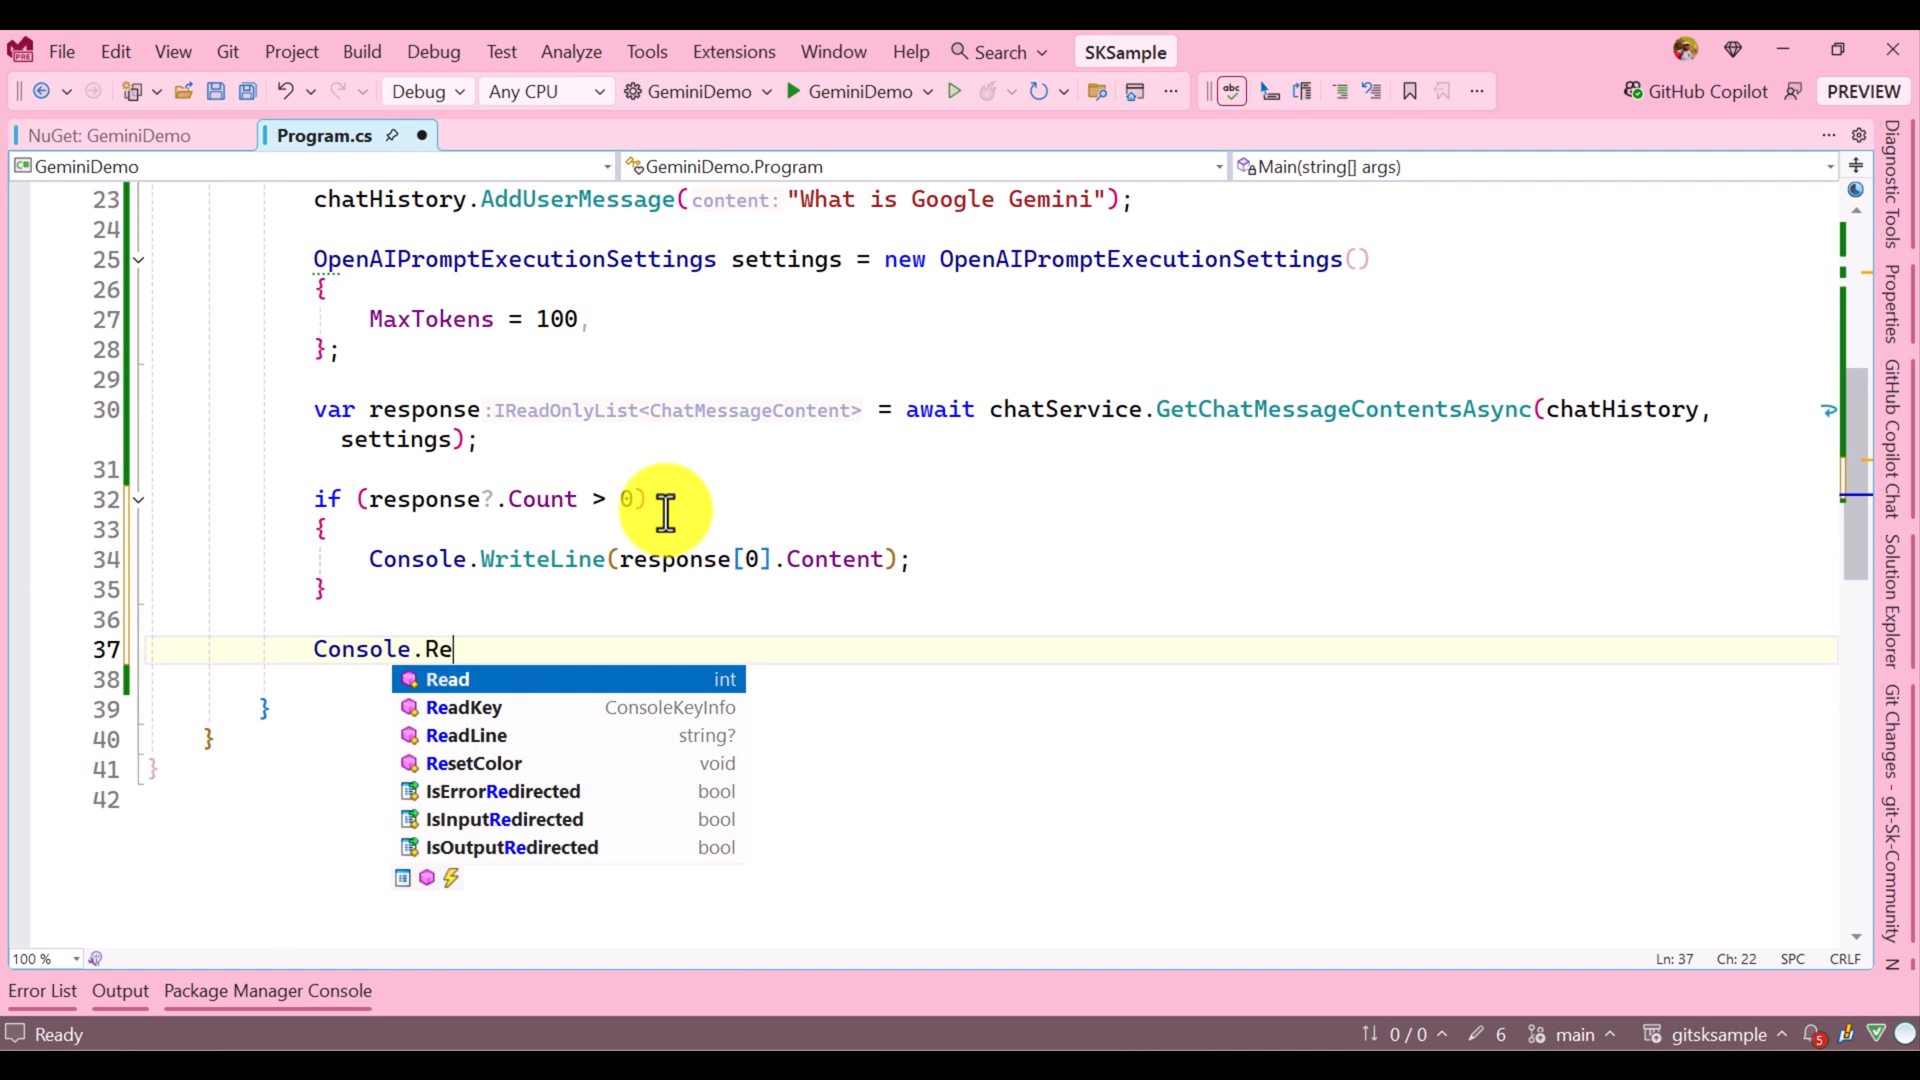 PRE File Edit View Git Project Build Debug Test Analyze Tools Extensions Window Help Search SKSample
Debug Any CPU GeminiDemo GeminiDemo abc GitHub Copilot PREVIEW
NuGet: GeminiDemo Program.cs
GeminiDemo GeminiDemo.Program Main(string[] args)
23 chatHistory.AddUserMessage(content: "What is Google Gemini");
24
25 OpenAIPromptExecutionSettings settings = new OpenAIPromptExecutionSettings()
26 {
27 MaxTokens = 100,
28 };
29
30 var response :IReadOnlyList<ChatMessageContent> = await chatService.GetChatMessageContentsAsync(chatHistory,
settings);
31
32 if (response?.Count > 0)
33 {
34 Console.WriteLine(response[0].Content);
35 }
36
37 Console.Re
38
39 }
40 }
41 }
42
Read int
ReadKey ConsoleKeyInfo
ReadLine string?
ResetColor void
IsErrorRedirected bool
IsInputRedirected bool
IsOutputRedirected bool
Diagnostic Tools
Properties
GitHub Copilot Chat
Solution Explorer
Git Changes - git-Sk-Community
N
100 % Ln: 37 Ch: 22 SPC CRLF
Error List Output Package Manager Console
Ready 0 / 0 6 main gitsksample 5